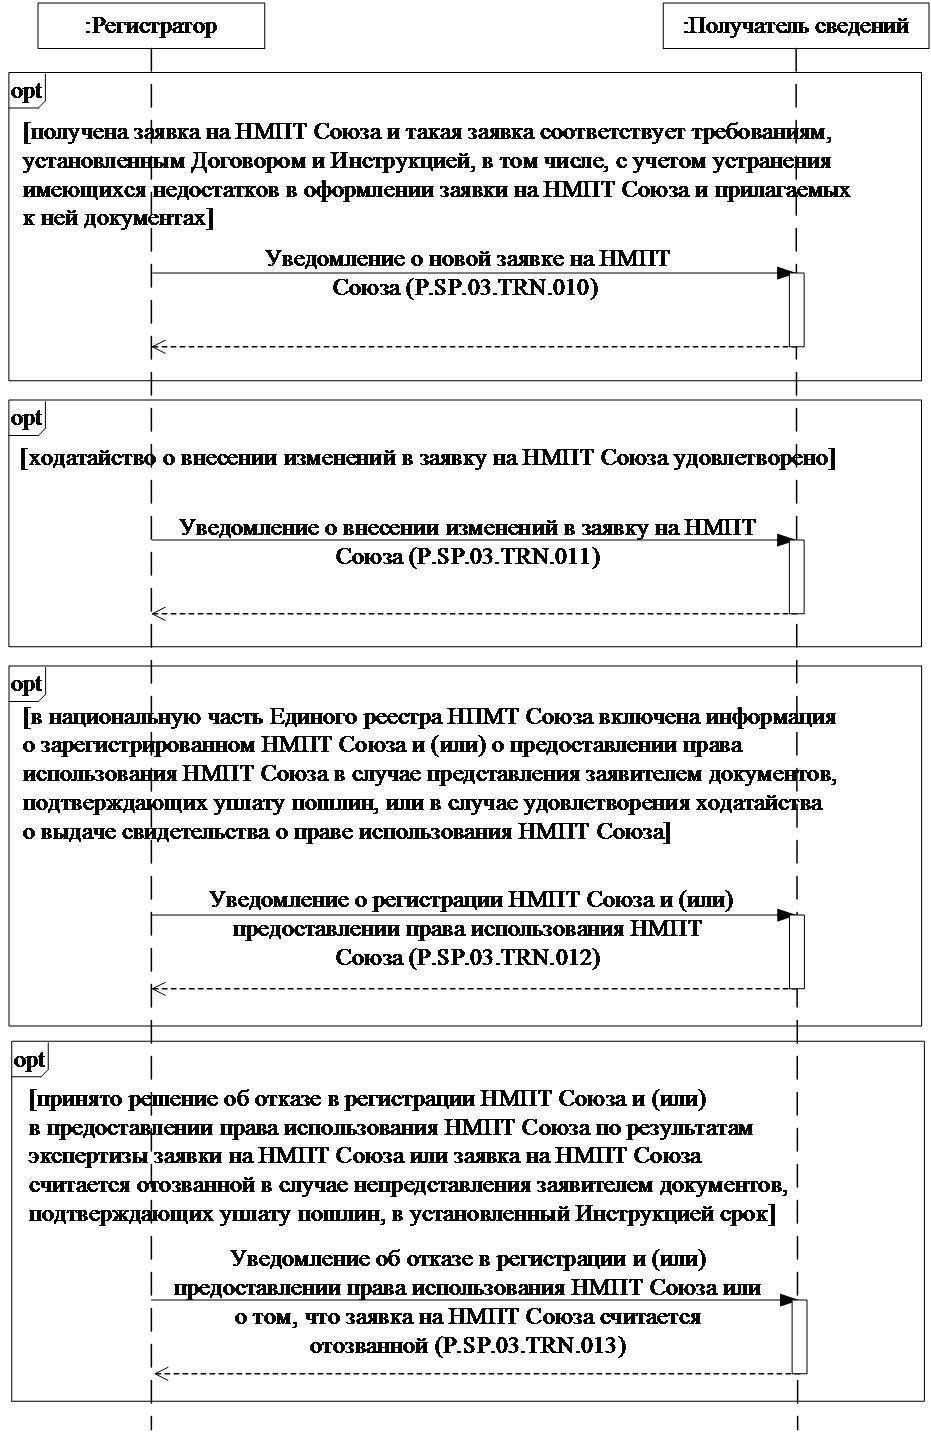 :Регистратор
:Получатель сведений
opt
[получена заявка на НМПТ Союза и такая заявка соответствует требованиям,
установленным Договором и Инструкцией, в том числе, с учетом устранения
имеющихся недостатков в оформлении заявки на НМПТ Союза и прилагаемых
к ней документах]
Уведомление о новой заявке на НМПТ
Союза (P.SP.03.TRN.010)
opt
[ходатайство о внесении изменений в заявку на НМПТ Союза удовлетворено]
Уведомление о внесении изменений в заявку на НМПТ
Союза (P.SP.03.TRN.011)
opt
[в национальную часть Единого реестра НПМТ Союза включена информация
о зарегистрированном НМПТ Союза и (или) о предоставлении права
использования НМПТ Союза в случае представления заявителем документов,
подтверждающих уплату пошлин, или в случае удовлетворения ходатайства
о выдаче свидетельства о праве использования НМПТ Союза]
Уведомление о регистрации НМПТ Союза и (или)
предоставлении права использования НМПТ
Союза (P.SP.03.TRN.012)
opt
[принято решение об отказе в регистрации НМПТ Союза и (или)
в предоставлении права использования НМПТ Союза по результатам
экспертизы заявки на НМПТ Союза или заявка на НМПТ Союза
считается отозванной в случае непредставления заявителем документов,
подтверждающих уплату пошлин, в установленный Инструкцией срок]
Уведомление об отказе в регистрации и (или)
предоставлении права использования НМПТ Союза или
о том, что заявка на НМПТ Союза считается
отозванной (P.SP.03.TRN.013)